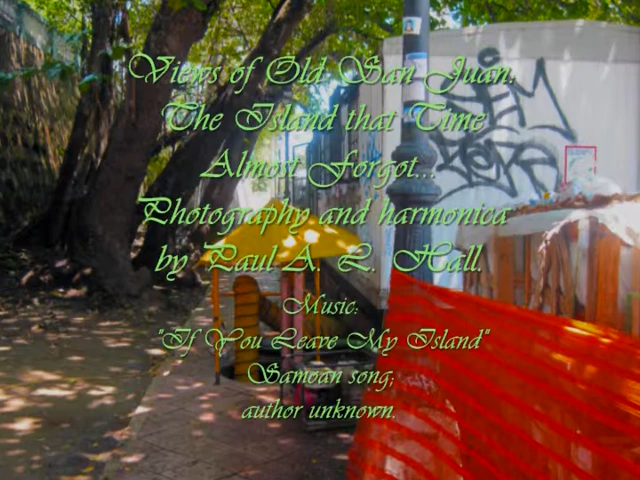 Views of Old San Juan,
The Island that Time
Almost Forgot...
Photography and harmonica
by Paul A. L. Hall.
Music:
"If You Leave My Island"
Samoan song;
author unknown.